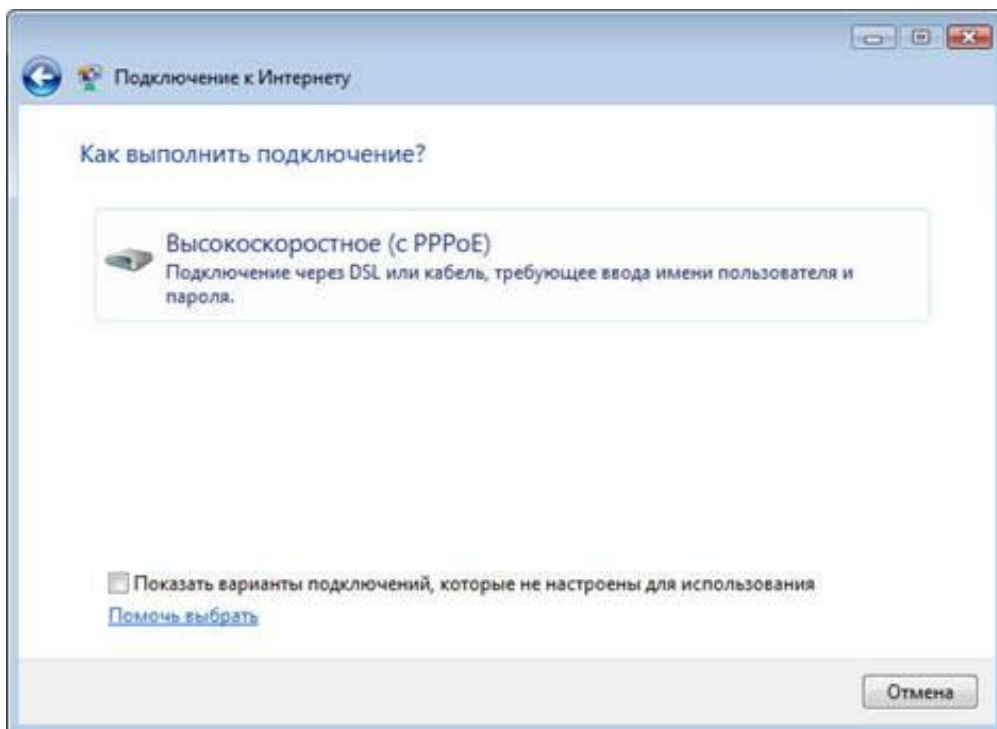 Подключение к Интернету
Как выполнить подключение?
Высокоскоростное (с PPPoE)
Подключение через DSL или кабель, требующее ввода имени пользователя и
пароля.
Показать варианты подключений, которые не настроены для использования
Помочь выбрать
Отмена